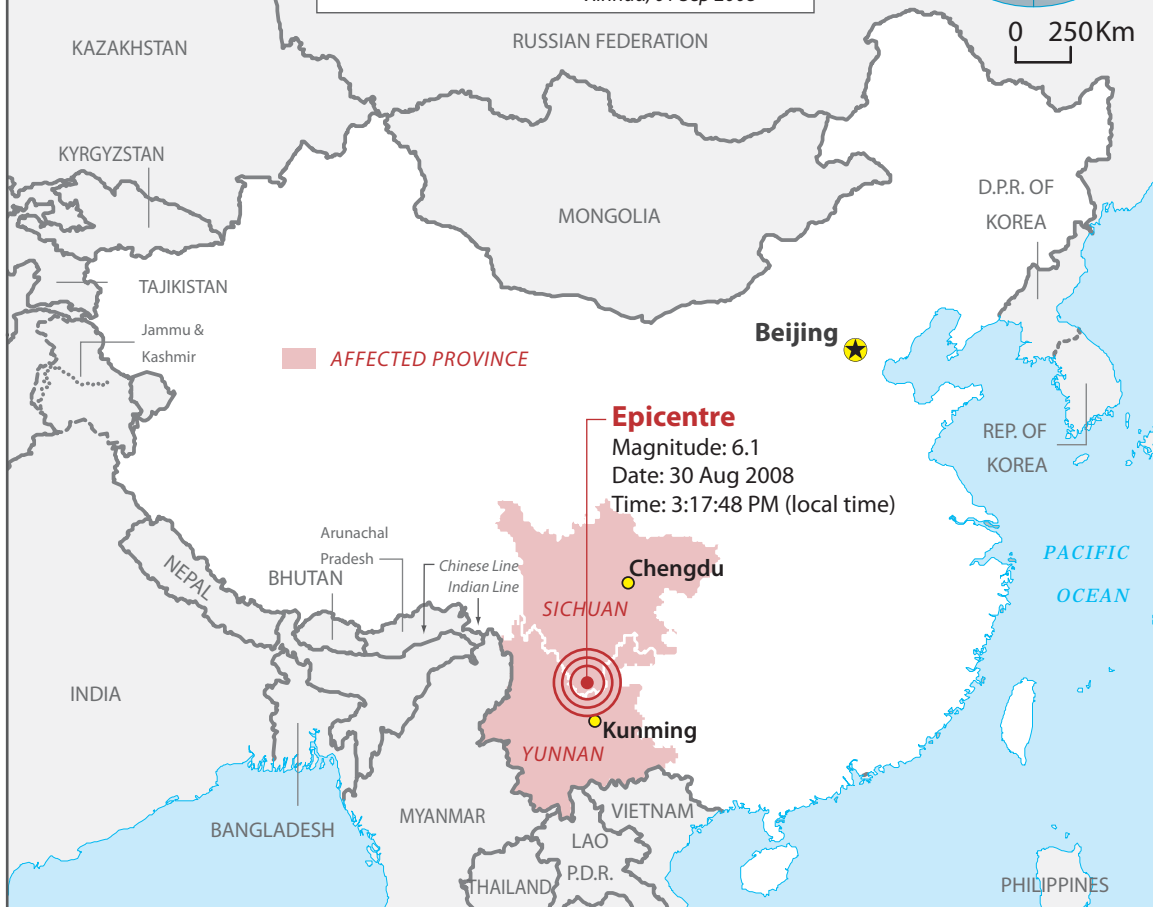 0 250Km
KAZAKHSTAN
RUSSIAN FEDERATION
KYRGYZSTAN
MONGOLIA
D.P.R. OF
KOREA
TAJIKISTAN
Jammu &
Kashmir
AFFECTED PROVINCE
Beijing
Epicentre
Magnitude: 6.1
Date: 30 Aug 2008
Time: 3:17:48 PM (local time)
REP. OF
KOREA
PACIFIC
OCEAN
Arunachal
Pradesh
Chinese Line
Indian Line
NEPAL
BHUTAN
Chengdu
SICHUAN
INDIA
Kunming
YUNNAN
BANGLADESH
MYANMAR
VIETNAM
LAO
P.D.R.
THAILAND
PHILIPPINES